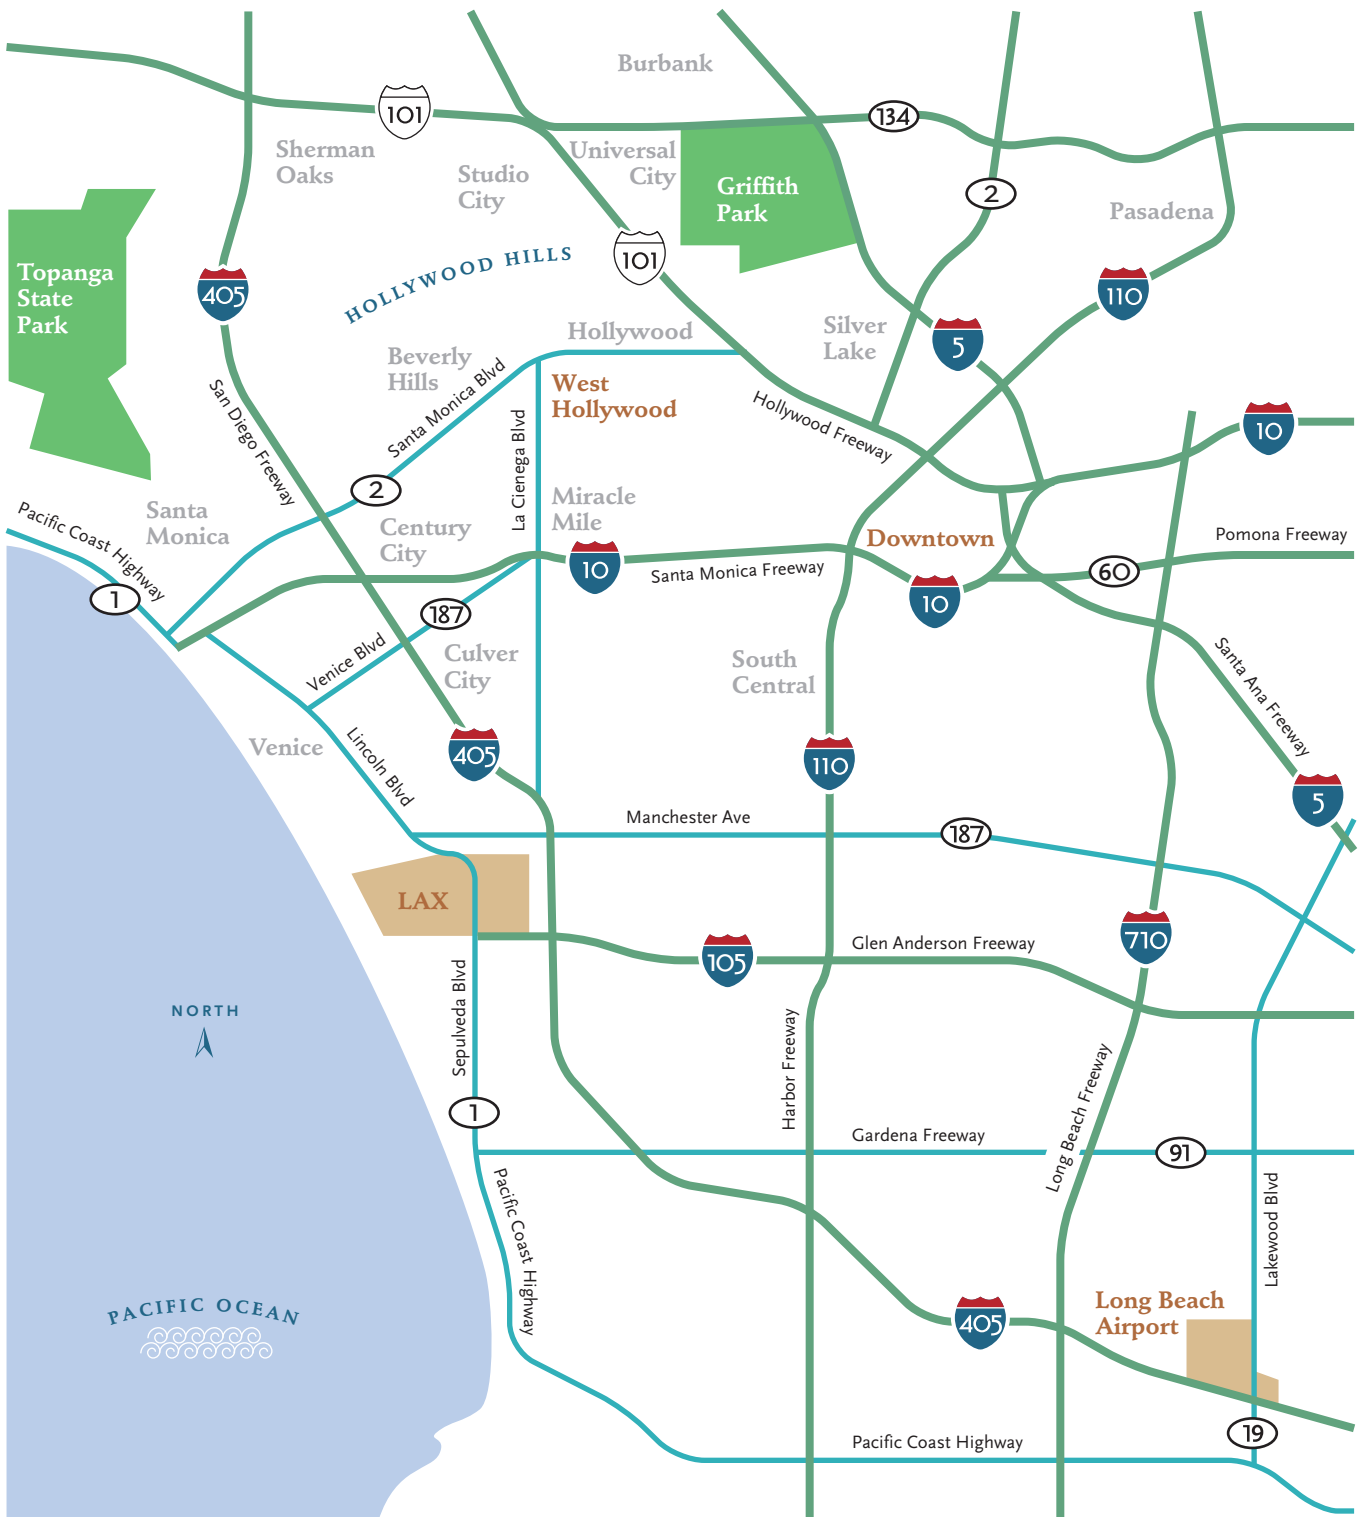 Burbank
101
134
Sherman
Oaks
Studio
City
Universal
City
Griffith
Park
2
Pasadena
Topanga
State
Park
405
HOLLYWOOD HILLS
101
110
Hollywood
Silver
Lake
5
Beverly
Hills
Santa Monica Blvd
West
Hollywood
San Diego Freeway
Hollywood Freeway
10
La Cienega Blvd
2
Pacific Coast Highway
Santa
Monica
Century
City
Miracle
Mile
Downtown
Pomona Freeway
10
Santa Monica Freeway
10
60
1
187
Venice Blvd
Culver
City
South
Central
Santa Ana Freeway
Venice
Lincoln Blvd
405
110
5
Manchester Ave
187
LAX
710
105
Glen Anderson Freeway
Sepulveda Blvd
NORTH
Harbor Freeway
Long Beach Freeway
1
Gardena Freeway
91
Pacific Coast Highway
Lakewood Blvd
PACIFIC OCEAN
405
Long Beach
Airport
19
Pacific Coast Highway